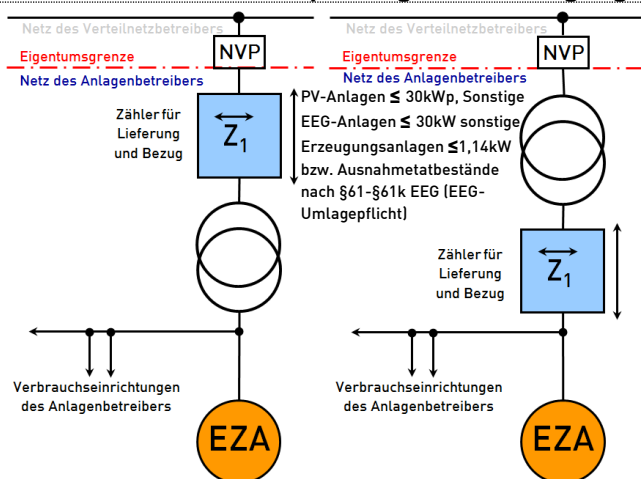 Netz des Verteilnetzbetreibers
NVP
Eigentumsgrenze
Netz des Anlagenbetreibers
Zähler für
Lieferung
und Bezug
Z1
PV-Anlagen ≤ 30kWp, Sonstige
EEG-Anlagen ≤ 30kW sonstige
Erzeugungsanlagen ≤1,14kW
bzw. Ausnahmetatbestände
nach §61-§61k EEG (EEG-
Umlagepflicht)
Verbrauchseinrichtungen
des Anlagenbetreibers
EZA
Netz des Verteilnetzbetreibers
NVP
Eigentumsgrenze
Netz des Anlagenbetreibers
Zähler für
Lieferung
und Bezug
Z1
Verbrauchseinrichtungen
des Anlagenbetreibers
EZA